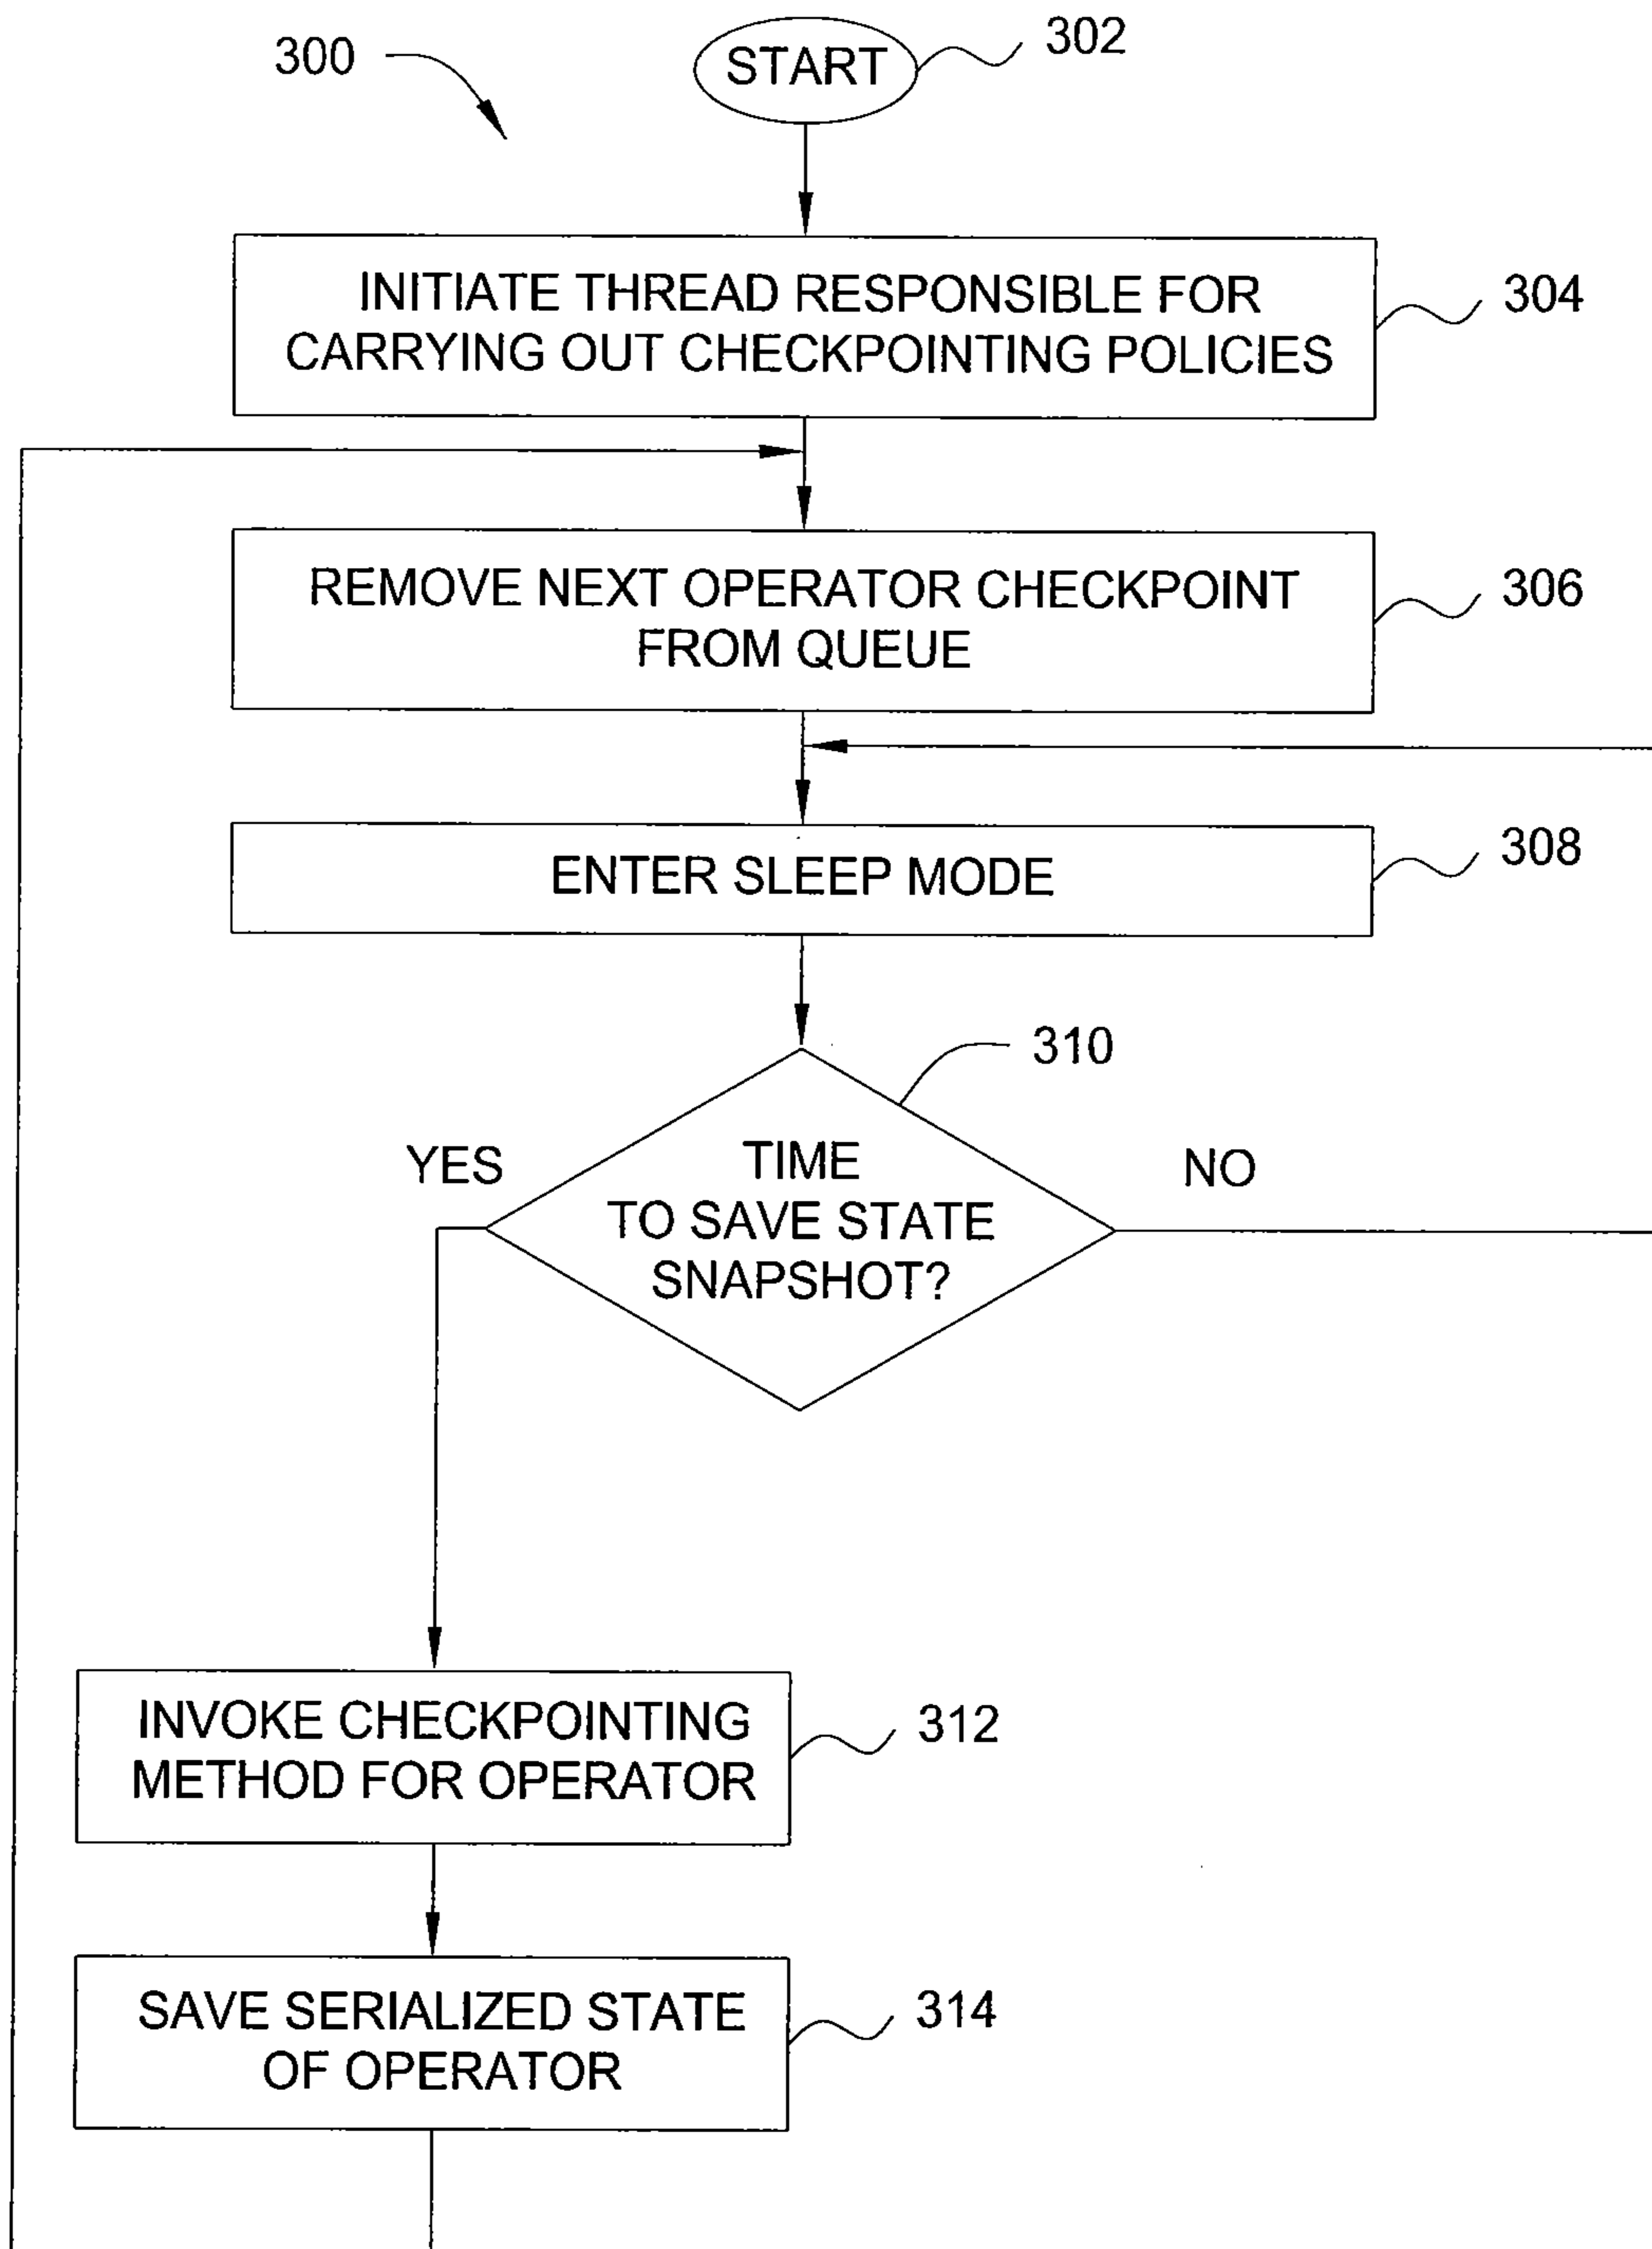 300
START
302
INITIATE THREAD RESPONSIBLE FOR
CARRYING OUT CHECKPOINTING POLICIES
304
REMOVE NEXT OPERATOR CHECKPOINT
FROM QUEUE
306
ENTER SLEEP MODE
308
310
YES
TIME
TO SAVE STATE
SNAPSHOT?
NO
INVOKE CHECKPOINTING
METHOD FOR OPERATOR
312
SAVE SERIALIZED STATE
OF OPERATOR
314